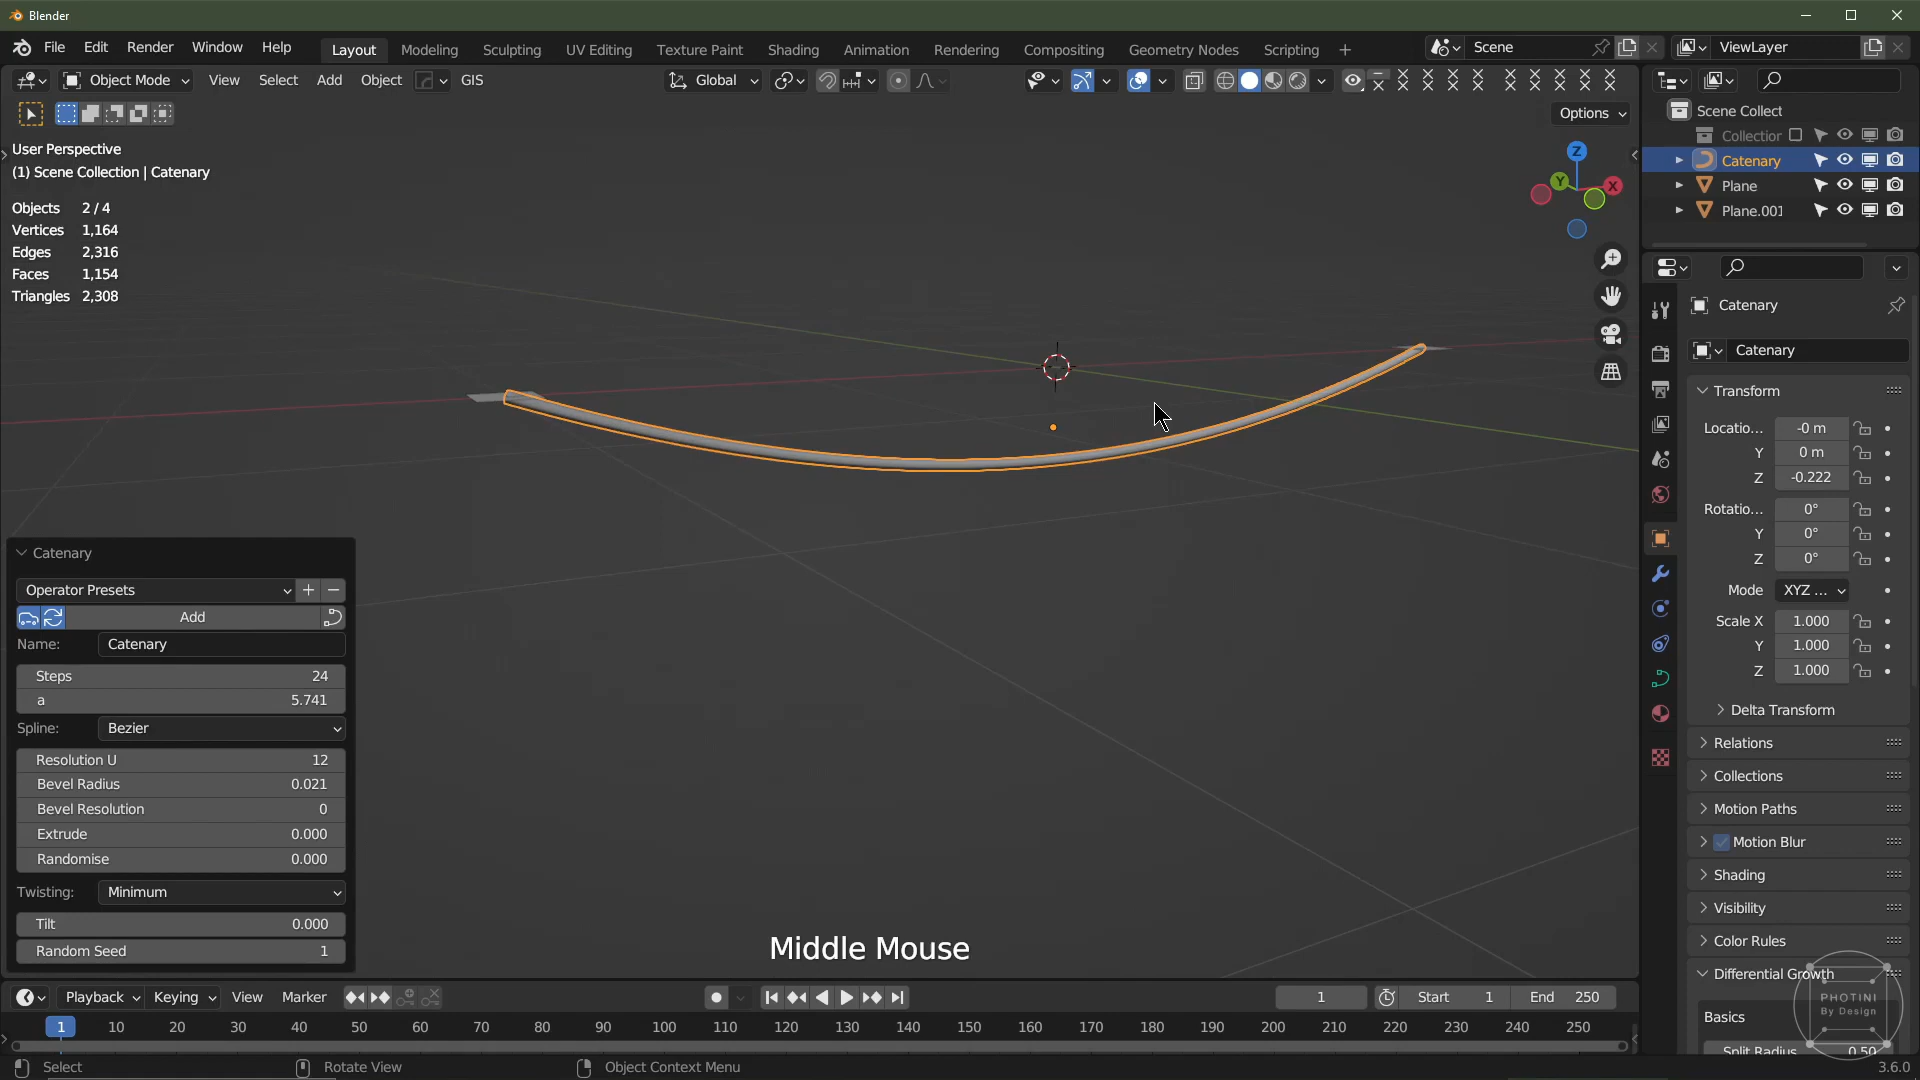 Blender
File Edit Render Window Help Layout Modeling Sculpting UV Editing Texture Paint Shading Animation Rendering Compositing Geometry Nodes Scripting + Scene ViewLayer
Object Mode View Select Add Object GIS Global
Options
User Perspective
(1) Scene Collection | Catenary
Objects 2 / 4
Vertices 1,164
Edges 2,316
Faces 1,154
Triangles 2,308
Z
Y
X
Scene Collect
Collection
Catenary
Plane
Plane.001
Catenary
Catenary
Transform
Locatio... -0 m
Y 0 m
Z -0.222
Rotatio... 0°
Y 0°
Z 0°
Mode XYZ ...
Scale X 1.000
Y 1.000
Z 1.000
Delta Transform
Relations
Collections
Motion Paths
Motion Blur
Shading
Visibility
Color Rules
Differential Growth
Basics
Split Radius 0.50
PHOTINI
By Design
Catenary
Operator Presets + −
Add
Name: Catenary
Steps 24
a 5.741
Spline: Bezier
Resolution U 12
Bevel Radius 0.021
Bevel Resolution 0
Extrude 0.000
Randomise 0.000
Twisting: Minimum
Tilt 0.000
Random Seed 1
Middle Mouse
Playback Keying View Marker 1 Start 1 End 250
1 10 20 30 40 50 60 70 80 90 100 110 120 130 140 150 160 170 180 190 200 210 220 230 240 250
Select Rotate View Object Context Menu 3.6.0